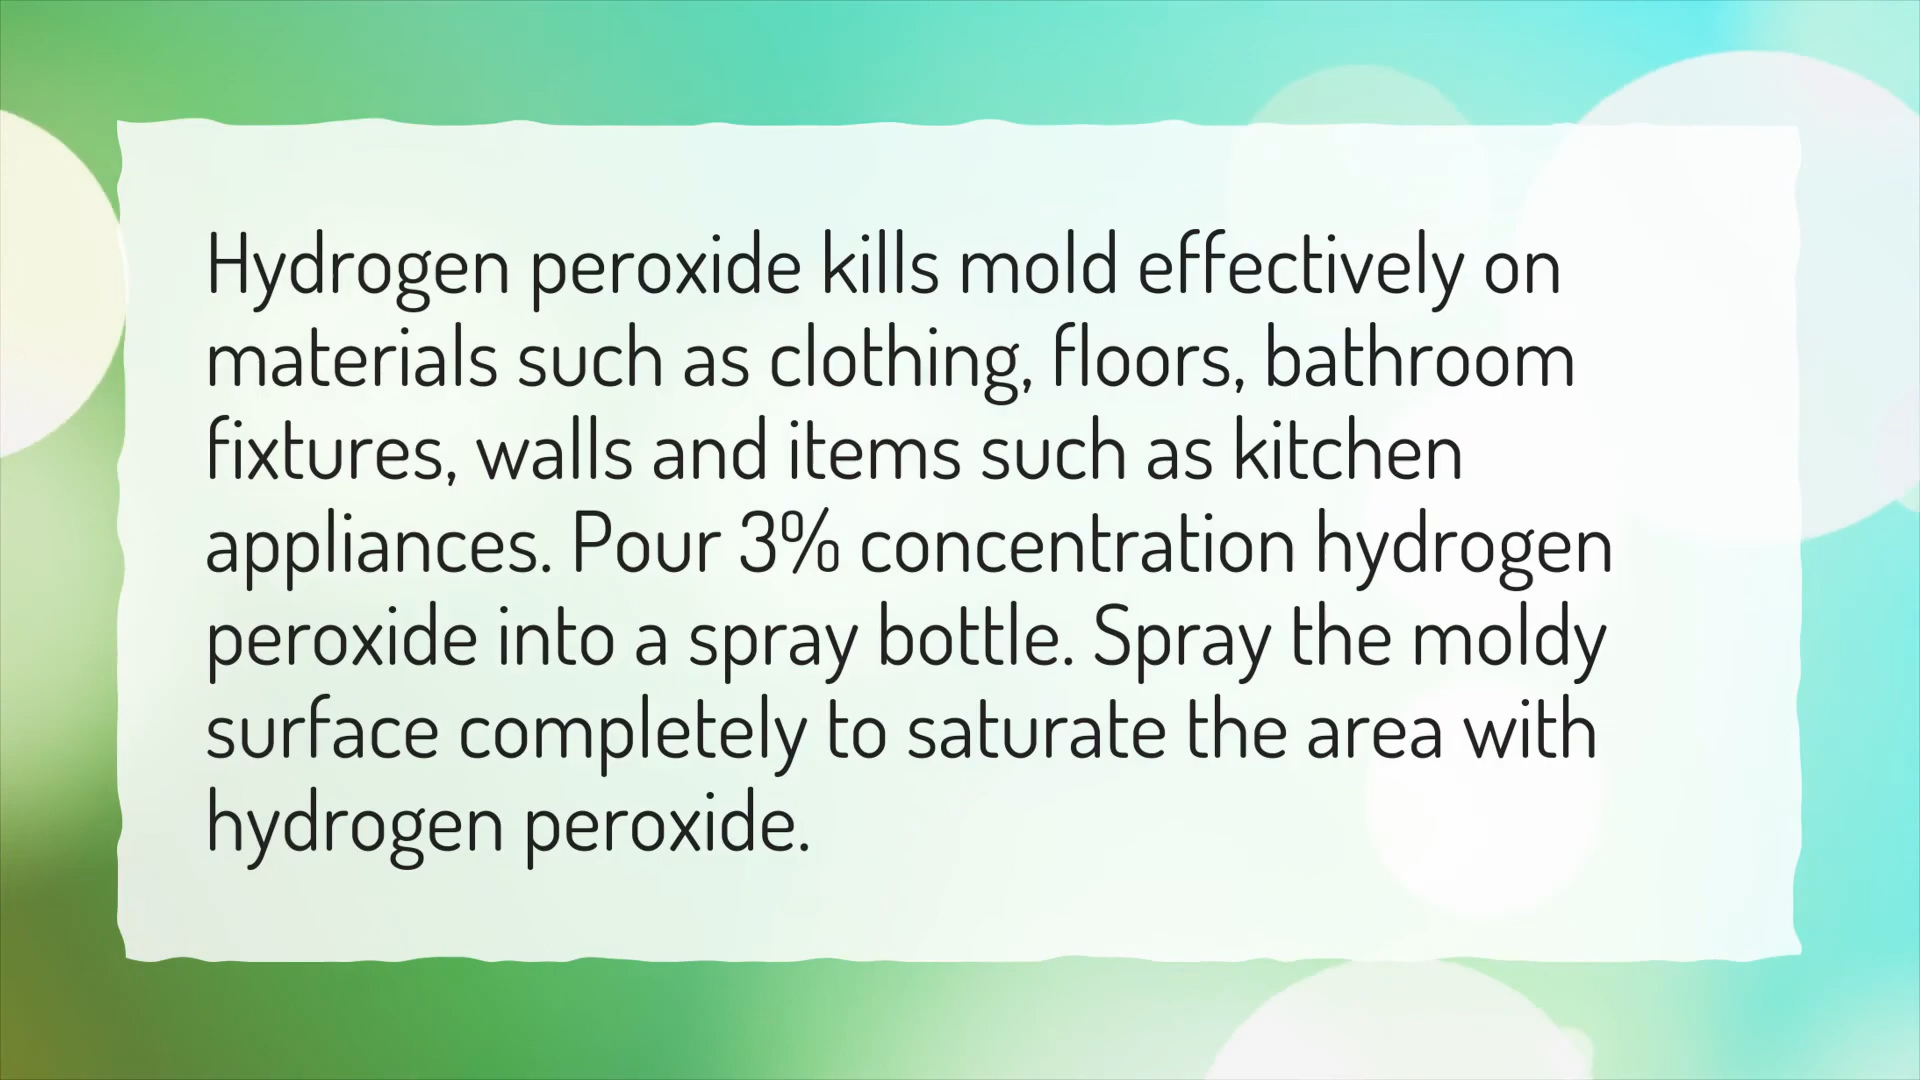 Hydrogen peroxide kills mold effectively on
materials such as clothing, floors, bathroom
fixtures, walls and items such as kitchen
appliances. Pour 3% concentration hydrogen
peroxide into a spray bottle. Spray the moldy
surface completely to saturate the area with
hydrogen peroxide.